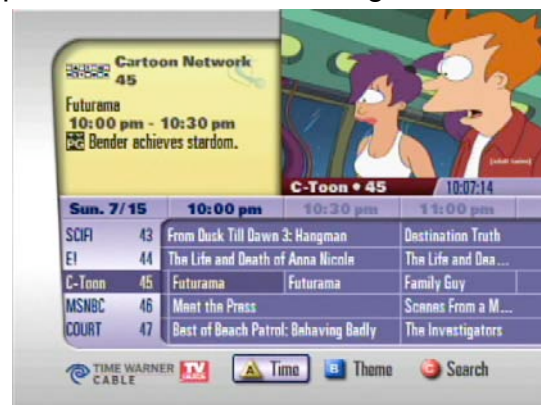 Cartoon Network
45
Futurama
10:00 pm - 10:30 pm
PG Bender achieves stardom.
[adult swim]
C-Toon • 45 10:07:14
Sun. 7/15 10:00 pm 10:30 pm 11:00 pm
SCIFI 43 From Dusk Till Dawn 3: Hangman Destination Truth
E! 44 The Life and Death of Anna Nicole The Life and Dea...
C-Toon 45 Futurama Futurama Family Guy
MSNBC 46 Meet the Press Scenes From a M...
COURT 47 Best of Beach Patrol: Behaving Badly The Investigators
TIME WARNER CABLE TV GUIDE A Time B Theme C Search